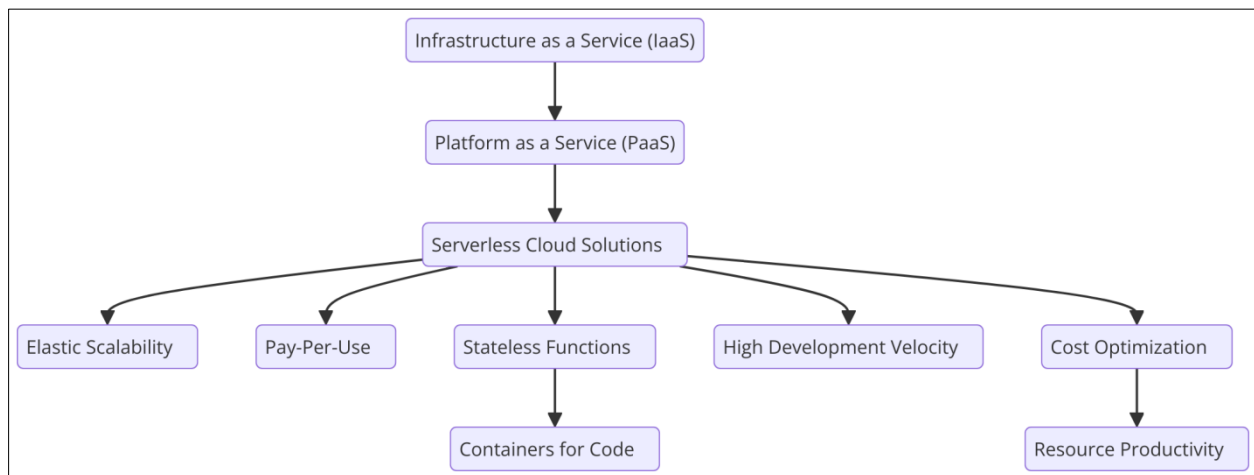 Infrastructure as a Service (IaaS)
Platform as a Service (PaaS)
Serverless Cloud Solutions
Elastic Scalability
Pay-Per-Use
Stateless Functions
High Development Velocity
Cost Optimization
Containers for Code
Resource Productivity